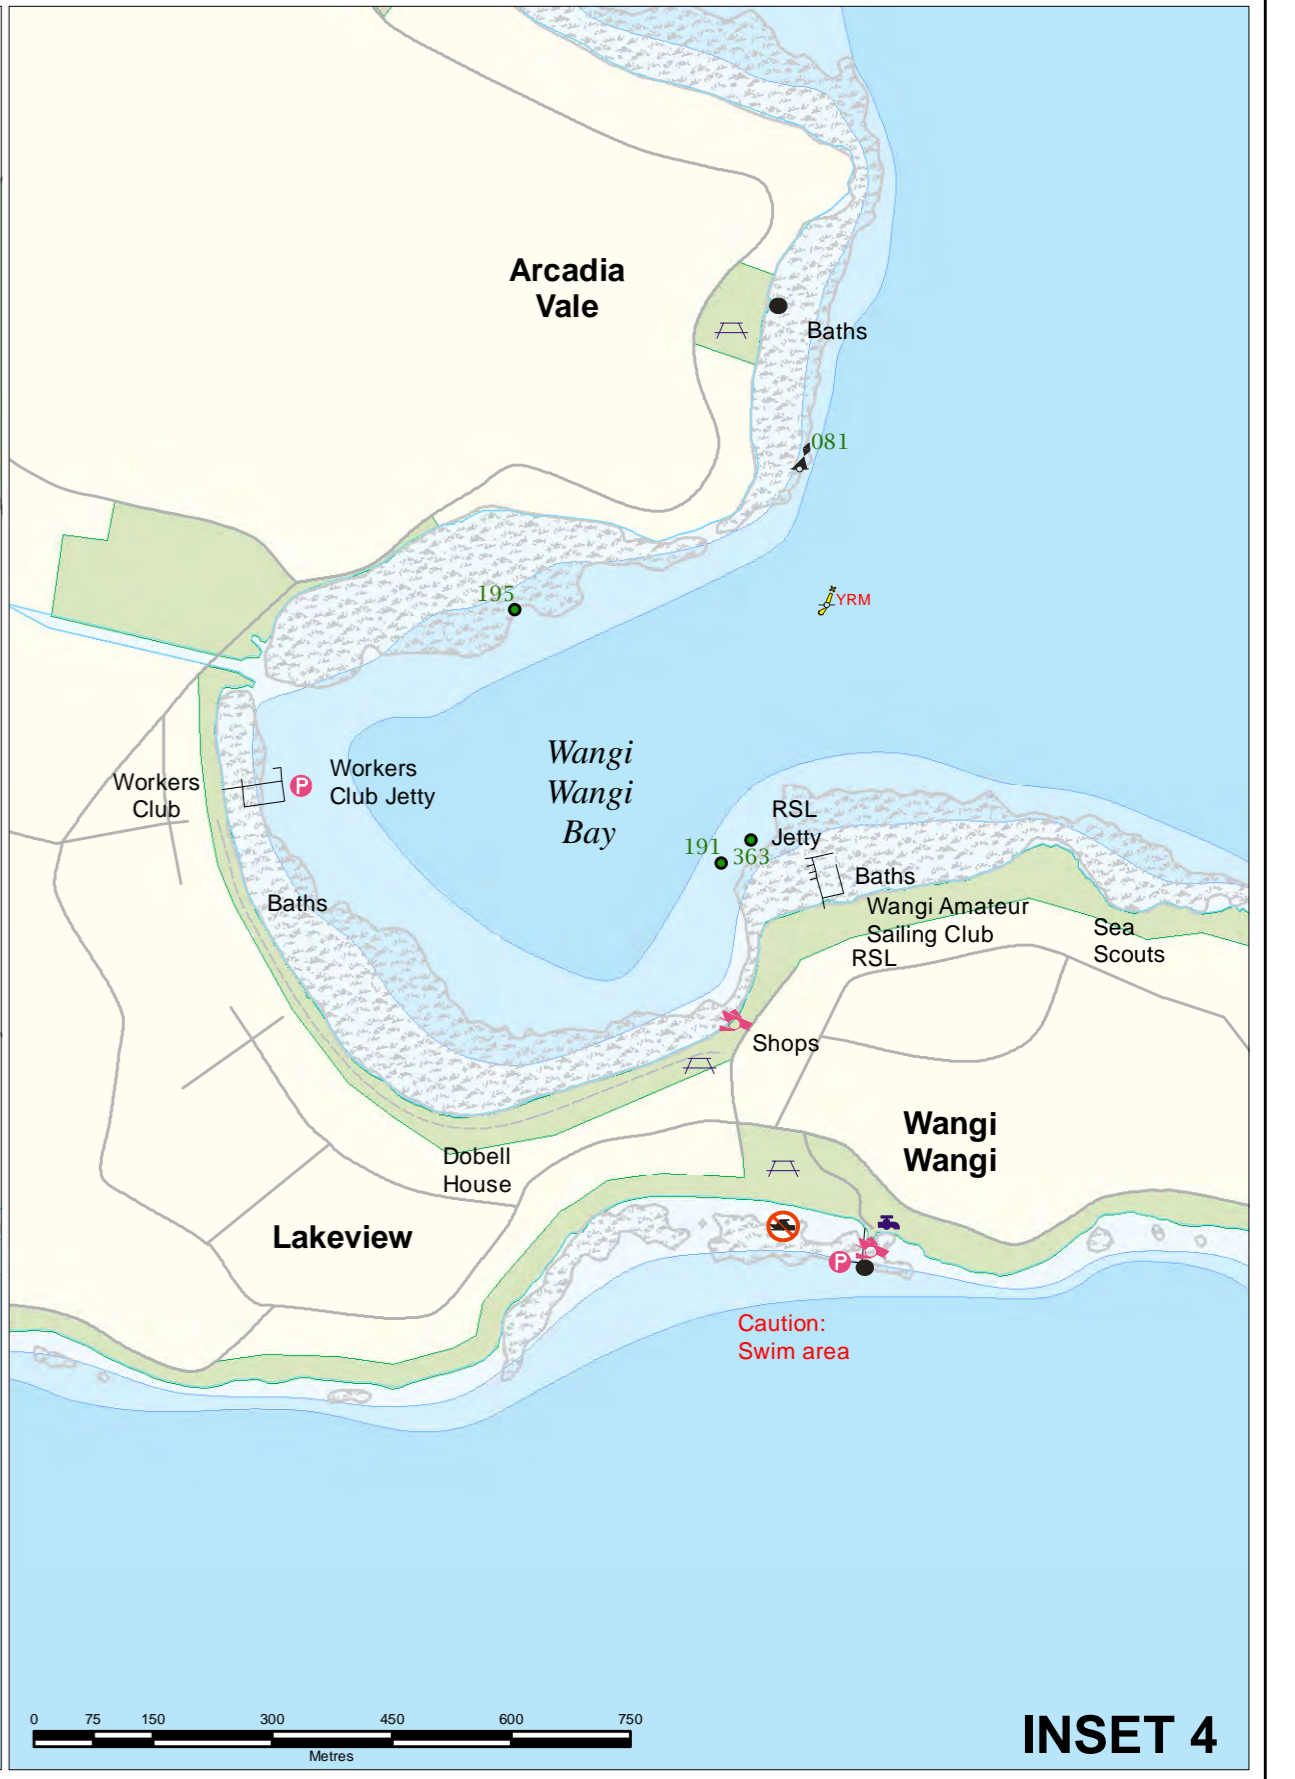 Arcadia
Vale
Baths
081
195
YRM
Wangi
Wangi
Bay
Workers
Club
P
Workers
Club Jetty
RSL
Jetty
191
363
Baths
Baths
Wangi Amateur
Sailing Club
RSL
Sea
Scouts
Shops
Wangi
Wangi
Dobell
House
Lakeview
P
Caution:
Swim area
0 75 150 300 450 600 750
Metres
INSET 4